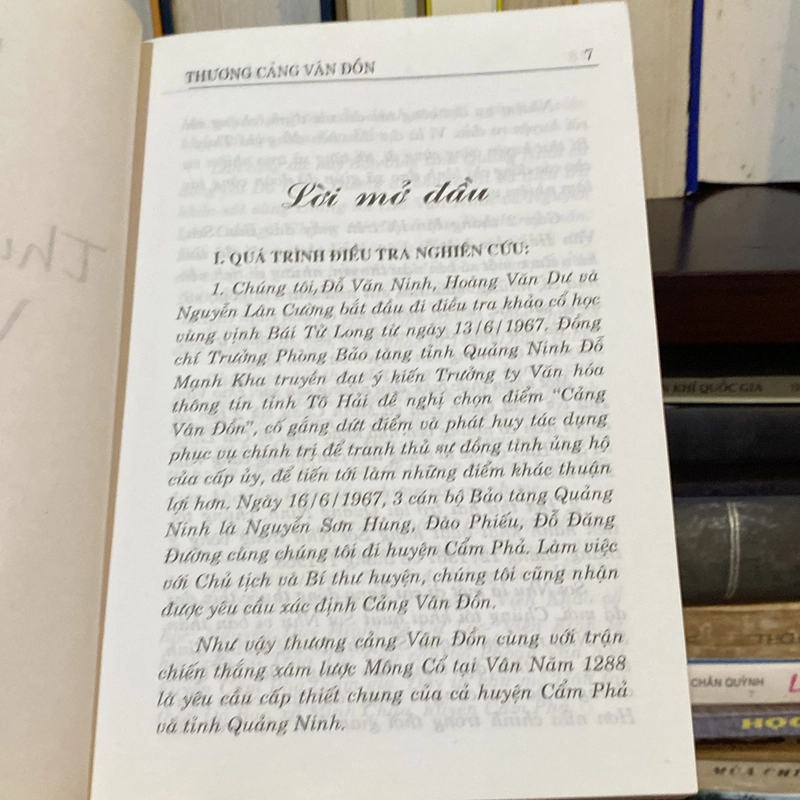 THƯƠNG CẢNG VÂN ĐỒN
7
Lời mở đầu
I. QUÁ TRÌNH ĐIỀU TRA NGHIÊN CỨU:
1. Chúng tôi, Đỗ Văn Ninh, Hoàng Văn Dư và
Nguyễn Lân Cường bắt đầu đi điều tra khảo cổ học
vùng vịnh Bái Tử Long từ ngày 13/6/1967. Đồng
chí Trưởng Phòng Bảo tàng tỉnh Quảng Ninh Đỗ
Mạnh Kha truyền đạt ý kiến Trưởng ty Văn hóa
thông tin tỉnh Tô Hải đề nghị chọn điểm “Cảng
Vân Đồn”, cố gắng dứt điểm và phát huy tác dụng
phục vụ chính trị để tranh thủ sự đồng tình ủng hộ
của cấp ủy, để tiến tới làm những điểm khác thuận
lợi hơn. Ngày 16/6/1967, 3 cán bộ Bảo tàng Quảng
Ninh là Nguyễn Sơn Hùng, Đào Phiếu, Đỗ Đăng
Đường cùng chúng tôi đi huyện Cẩm Phả. Làm việc
với Chủ tịch và Bí thư huyện, chúng tôi cũng nhận
được yêu cầu xác định Cảng Vân Đồn.
Như vậy thương cảng Vân Đồn cùng với trận
chiến thắng xâm lược Mông Cổ tại Vân Năm 1288
là yêu cầu cấp thiết chung của cả huyện Cẩm Phả
và tỉnh Quảng Ninh.
KHÍ QUỐC GIA
CHÂN QUỲNH
HỌC